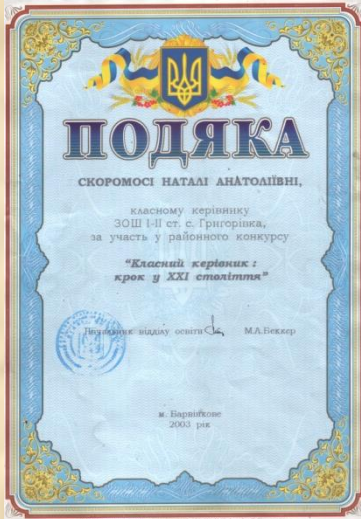 ПОДЯКА
СКОРОМОСІ НАТАЛІ АНАТОЛІЇВНІ,
класному керівнику
ЗОШ І-ІІ ст. с. Григорівка,
за участь у районного конкурсу
"Класний керівник :
крок у ХХІ століття"
Начальник відділу освіти М.А.Беккер
м. Барвінкове
2003 рік